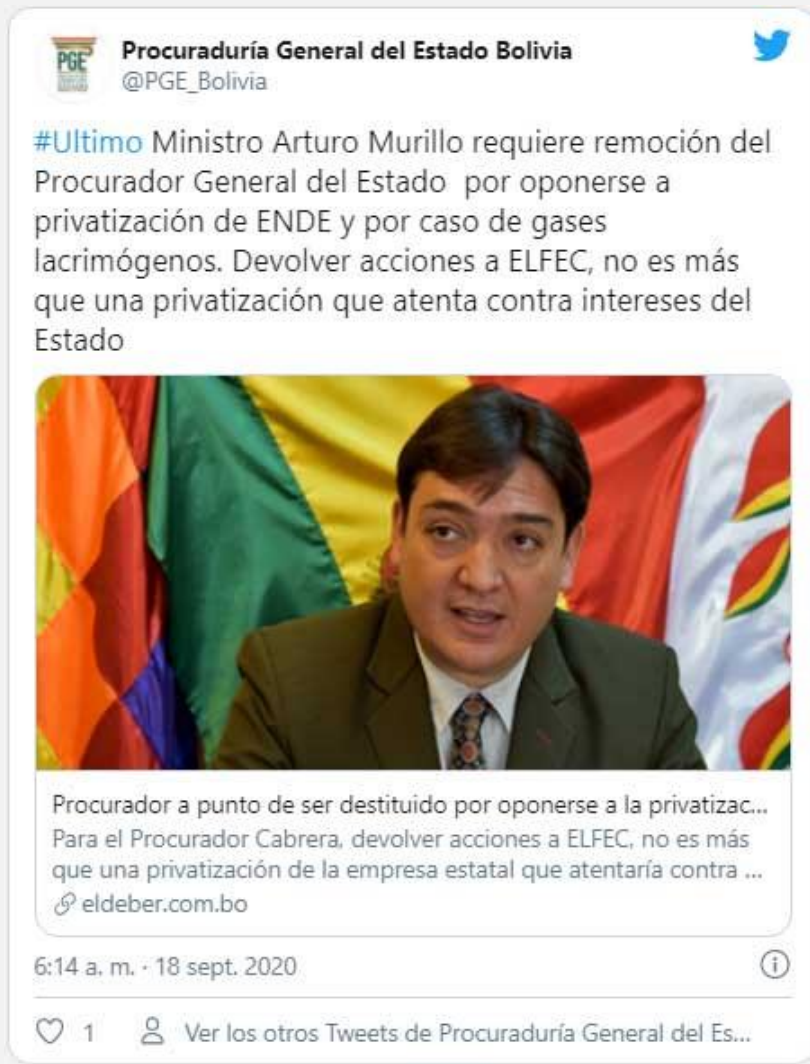 PGE
Procuraduría General del Estado Bolivia
@PGE_Bolivia
#Ultimo Ministro Arturo Murillo requiere remoción del
Procurador General del Estado por oponerse a
privatización de ENDE y por caso de gases
lacrimógenos. Devolver acciones a ELFEC, no es más
que una privatización que atenta contra intereses del
Estado
Procurador a punto de ser destituido por oponerse a la privatizac...
Para el Procurador Cabrera, devolver acciones a ELFEC, no es más
que una privatización de la empresa estatal que atentaría contra ...
eldeber.com.bo
6:14 a. m. · 18 sept. 2020
1 Ver los otros Tweets de Procuraduría General del Es...